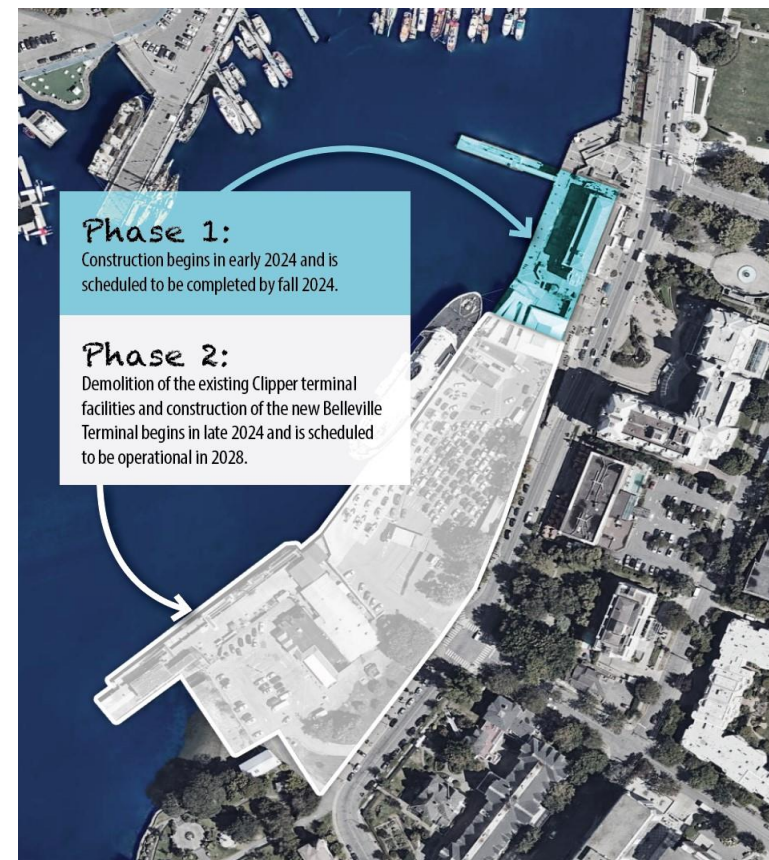 Phase 1:
Construction begins in early 2024 and is
scheduled to be completed by fall 2024.
Phase 2:
Demolition of the existing Clipper terminal
facilities and construction of the new Belleville
Terminal begins in late 2024 and is scheduled
to be operational in 2028.